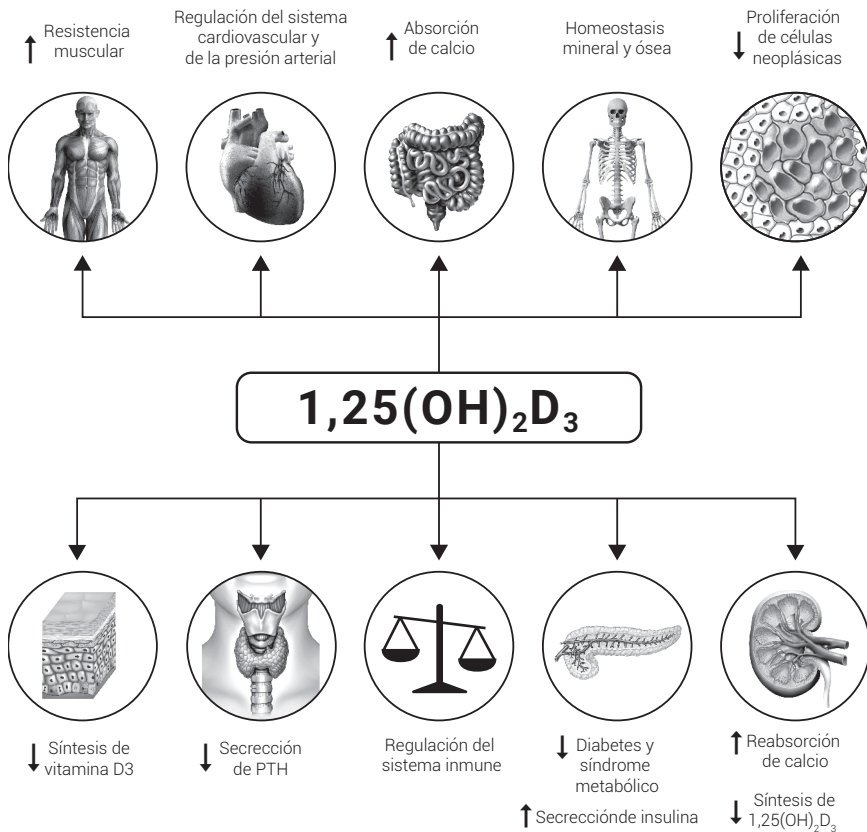 ↑ Resistencia
muscular
Regulación del sistema
cardiovascular y
de la presión arterial
↑ Absorción
de calcio
Homeostasis
mineral y ósea
↓ Proliferación
de células
neoplásicas
1,25(OH)₂D₃
↓ Síntesis de
vitamina D3
↓ Secrección
de PTH
Regulación del
sistema inmune
↓ Diabetes y
síndrome
metabólico
↑ Secrecciónde insulina
↑ Reabsorción
de calcio
↓ Síntesis de
1,25(OH)₂D₃